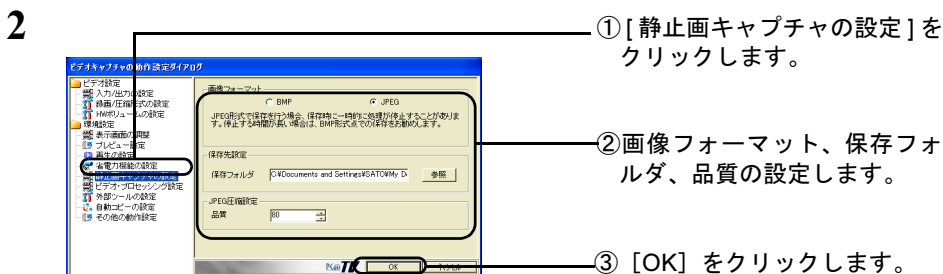 2
① [ 静止画キャプチャの設定 ] を
クリックします。
ビデオキャプチャの動作設定ダイアログ
ビデオ設定
入力/出力の設定
録画/圧縮形式の設定
HWボリュームの設定
環境設定
表示画面の調整
プレビュー設定
再生の設定
省電力機能の設定
静止画キャプチャの設定
ビデオ・プロセッシング設定
外部ツールの設定
自動コピーの設定
その他の動作設定
画像フォーマット
BMP JPEG
JPEG形式で保存を行う場合、保存時に一時的に処理が停止することがありま
す。停止する時間が長い場合は、BMP形式での保存をお勧めします。
保存先設定
保存フォルダ C:¥Documents and Settings¥SATO¥My D 参照
JPEG圧縮設定
品質 80
OK キャンセル
②画像フォーマット、保存フォ
ルダ、品質の設定します。
③［OK］をクリックします。